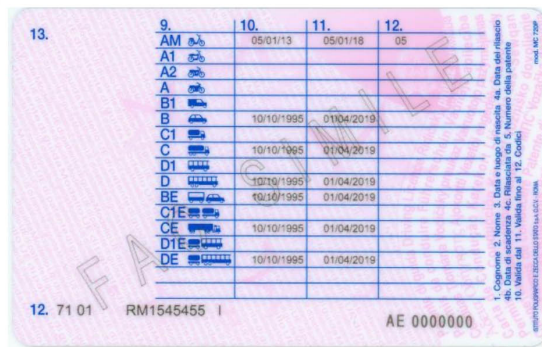 13.
9. 10. 11. 12.
AM 05/01/13 05/01/18 05
A1
A2
A
B1
B 10/10/1995 01/04/2019
C1
C 10/10/1995 01/04/2019
D1
D 10/10/1995 01/04/2019
BE 10/10/1995 01/04/2019
C1E
CE 10/10/1995 01/04/2019
D1E
DE 10/10/1995 01/04/2019
FAC SIMILE
12. 71 01 RM1545455 I
AE 0000000
1. Cognome 2. Nome 3. Data e luogo di nascita 4a. Data del rilascio
4b. Data di scadenza 4c. Rilasciata da 5. Numero della patente
10. Valida dal 11. Valida fino al 12. Codici
mod. MC 720P